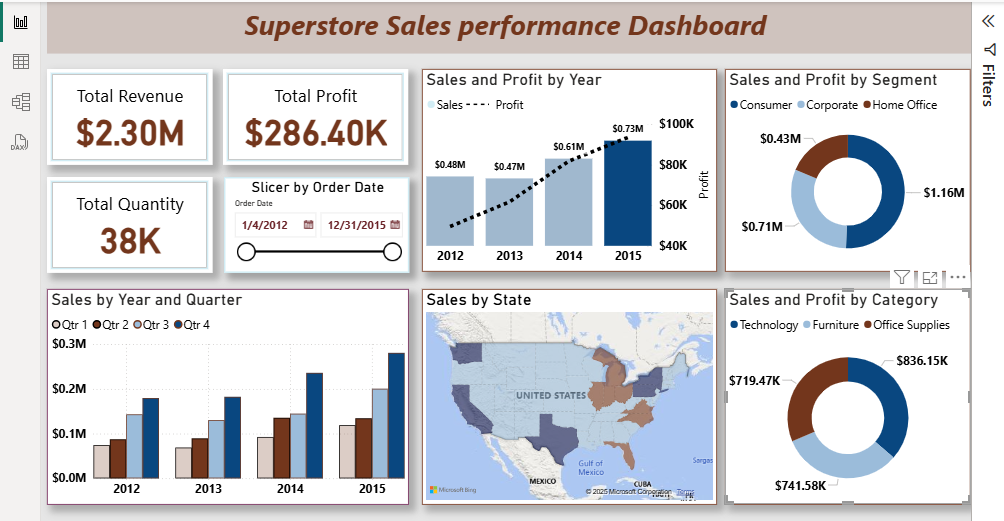 Superstore Sales performance Dashboard
Filters
Total Revenue
$2.30M
Total Profit
$286.40K
Total Quantity
38K
Slicer by Order Date
Order Date
1/4/2012
12/31/2015
Sales and Profit by Year
Sales Profit
$0.48M
$0.47M
$0.61M
$0.73M
$100K
$80K
$60K
$40K
Profit
2012 2013 2014 2015
Sales and Profit by Segment
Consumer Corporate Home Office
$0.43M
$1.16M
$0.71M
Sales by Year and Quarter
Qtr 1 Qtr 2 Qtr 3 Qtr 4
$0.3M
$0.2M
$0.1M
$0.0M
2012 2013 2014 2015
Sales by State
UNITED STATES
Gulf of
Mexico
MEXICO
CUBA
Microsoft Bing
© 2025 Microsoft Corporation Terms
Sales and Profit by Category
Technology Furniture Office Supplies
$836.15K
$719.47K
$741.58K